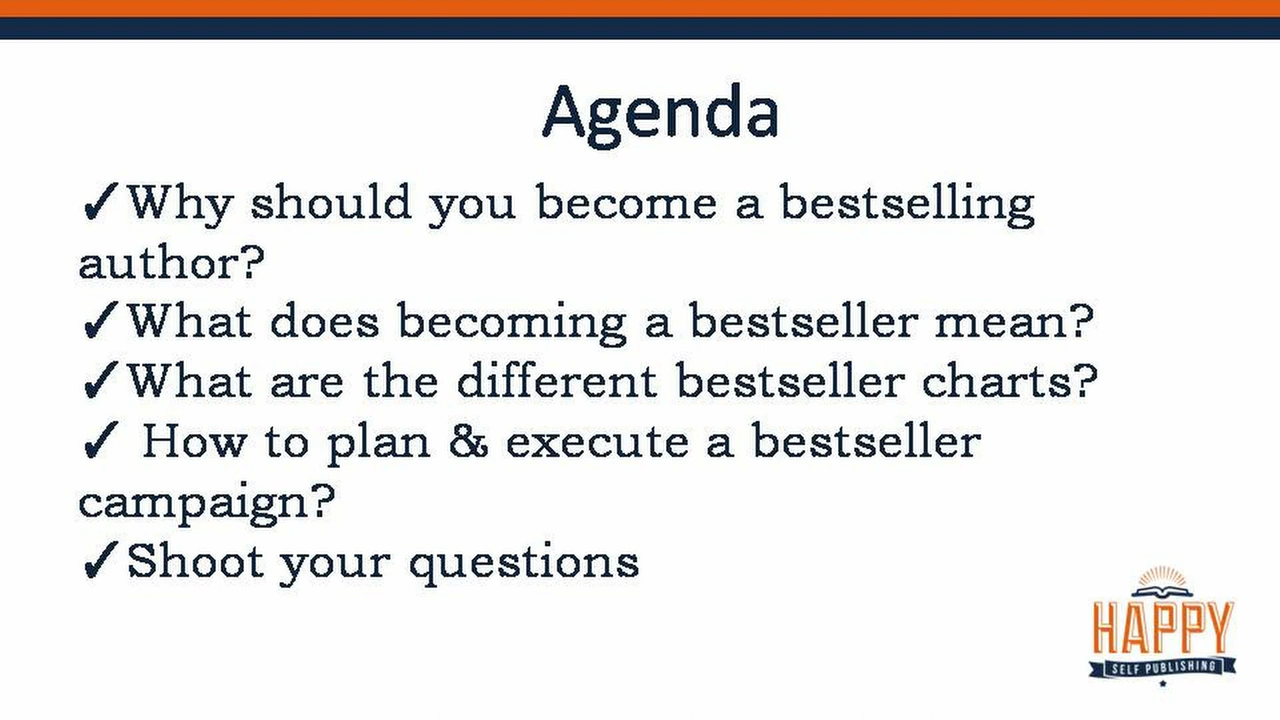 Agenda
✓Why should you become a bestselling
author?
✓What does becoming a bestseller mean?
✓What are the different bestseller charts?
✓ How to plan & execute a bestseller
campaign?
✓Shoot your questions
HAPPY
SELF PUBLISHING